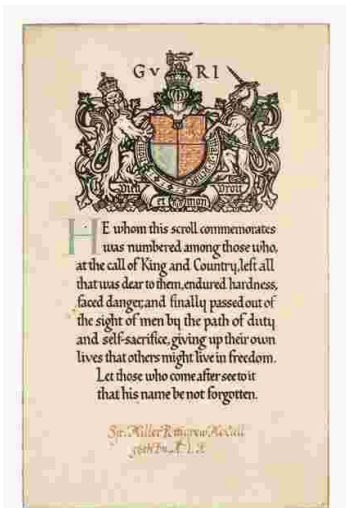 G V R I
Dieu et mon Droit
HE whom this scroll commemorates
was numbered among those who,
at the call of King and Country, left all
that was dear to them, endured hardness,
faced danger, and finally passed out of
the sight of men by the path of duty
and self-sacrifice, giving up their own
lives that others might live in freedom.
Let those who come after see to it
that his name be not forgotten.
Sgt. Miller